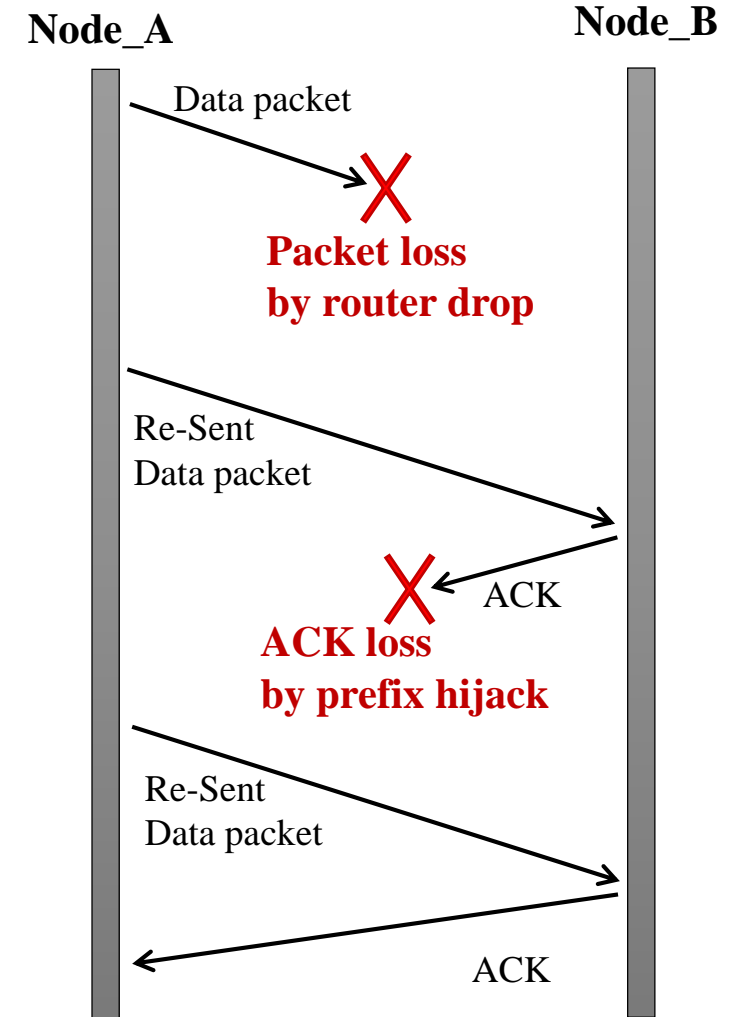 Node_A
Node_B
Data packet
Packet loss
by router drop
Re-Sent
Data packet
ACK
ACK loss
by prefix hijack
Re-Sent
Data packet
ACK